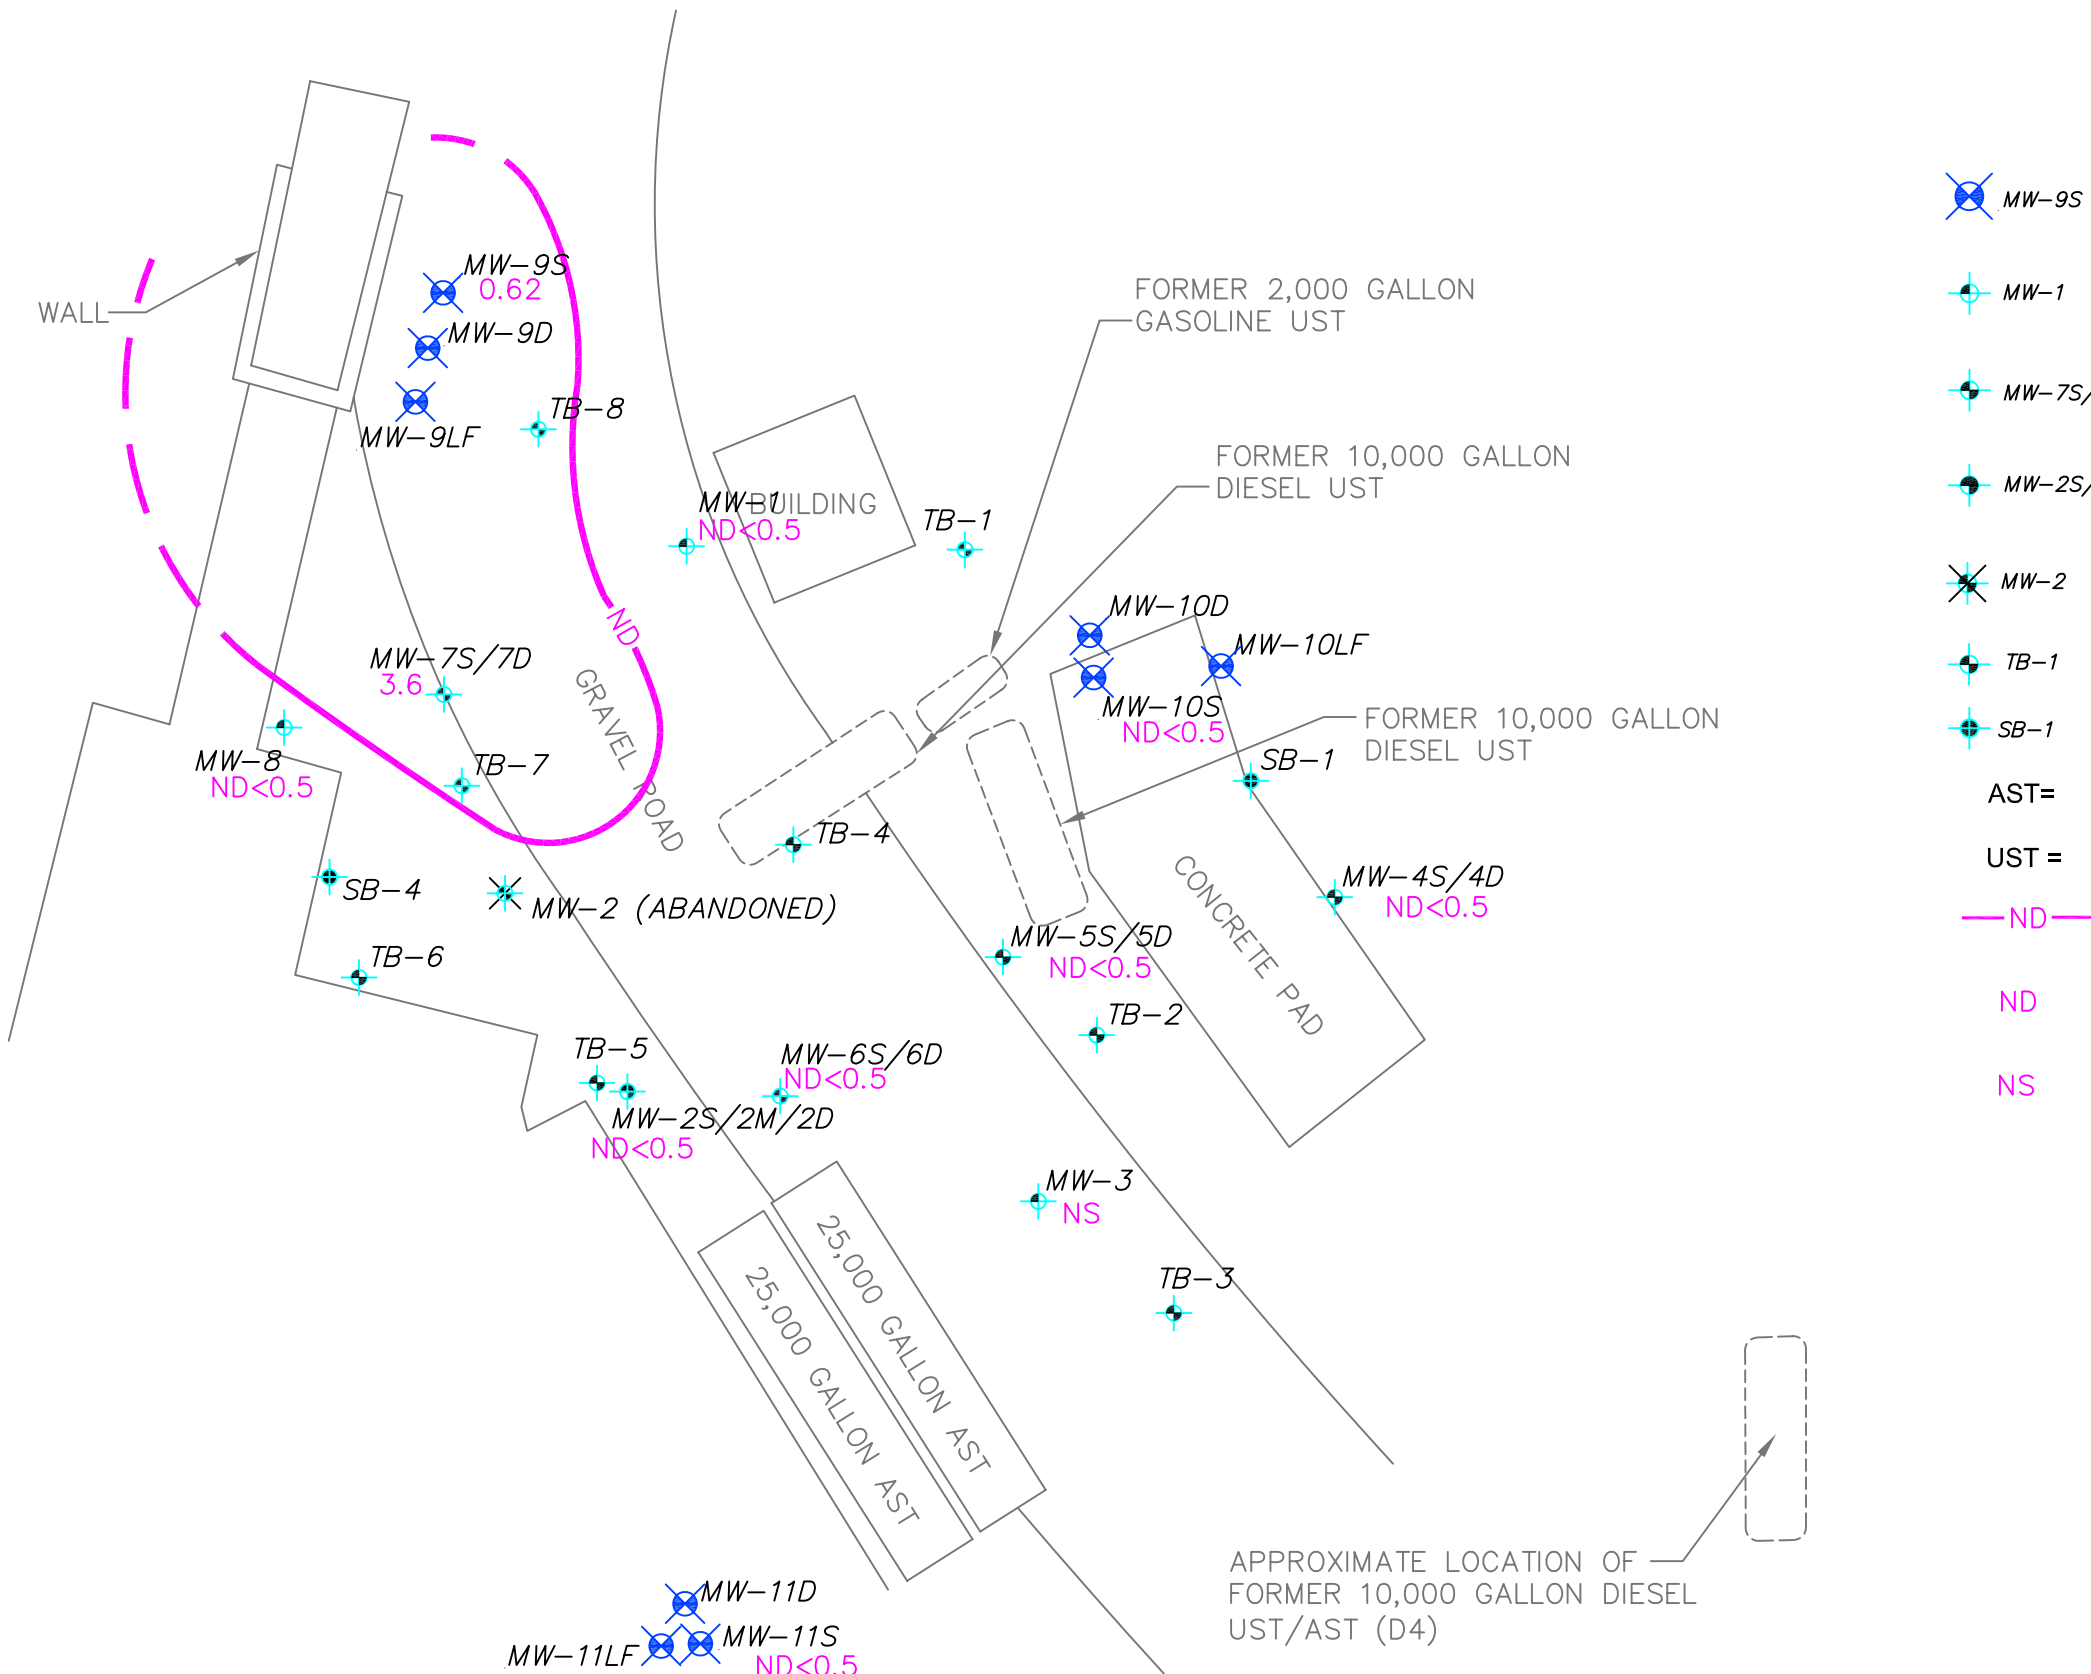 MW-9S
0.62
MW-9D
MW-9LF
TB-8
WALL
FORMER 2,000 GALLON
GASOLINE UST
FORMER 10,000 GALLON
DIESEL UST
MW-1
ND<0.5
BUILDING
TB-1
MW-10D
MW-10LF
MW-10S
ND<0.5
ND
MW-7S/7D
3.6
GRAVEL ROAD
FORMER 10,000 GALLON
DIESEL UST
MW-8
ND<0.5
TB-7
SB-1
TB-4
CONCRETE PAD
MW-4S/4D
ND<0.5
SB-4
MW-2 (ABANDONED)
MW-5S/5D
ND<0.5
TB-6
TB-2
TB-5
MW-6S/6D
ND<0.5
MW-2S/2M/2D
ND<0.5
MW-3
NS
TB-3
25,000 GALLON AST
25,000 GALLON AST
APPROXIMATE LOCATION OF
FORMER 10,000 GALLON DIESEL
UST/AST (D4)
MW-11D
MW-11S
MW-11LF
ND<0.5
MW-9S
MW-1
MW-7S/
MW-2S/
MW-2
TB-1
SB-1
AST=
UST =
ND
ND
NS